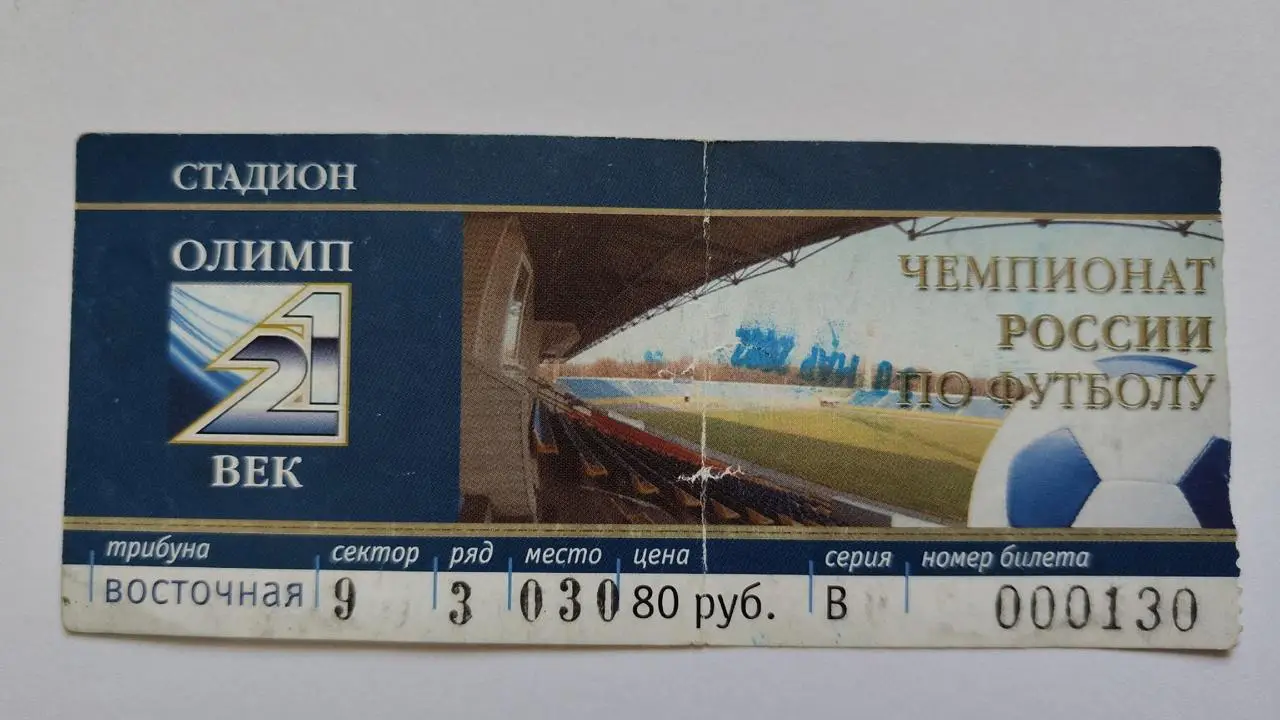 СТАДИОН
ОЛИМП
21
ВЕК
ЧЕМПИОНАТ
РОССИИ
ПО ФУТБОЛУ
трибуна сектор ряд место цена серия номер билета
ВОСТОЧНАЯ 9 3 030 80 руб. В 000130